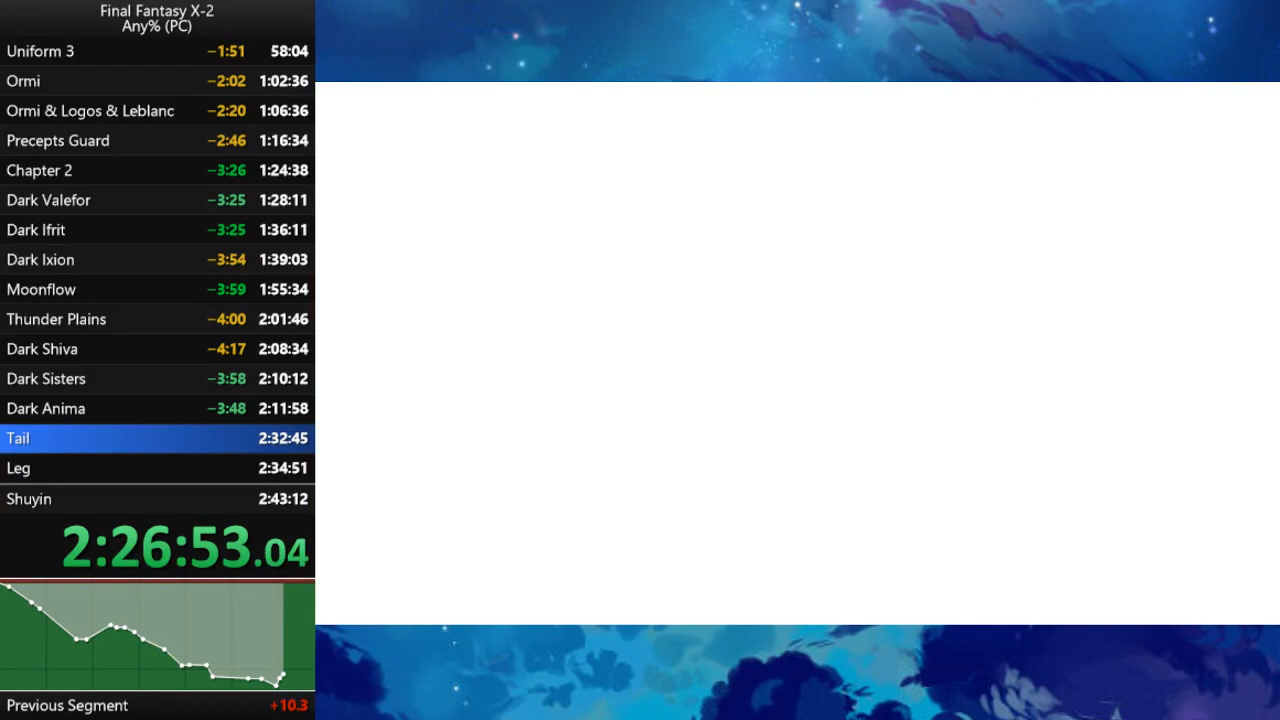 Final Fantasy X-2
Any% (PC)
Uniform 3 −1:51 58:04
Ormi −2:02 1:02:36
Ormi & Logos & Leblanc −2:20 1:06:36
Precepts Guard −2:46 1:16:34
Chapter 2 −3:26 1:24:38
Dark Valefor −3:25 1:28:11
Dark Ifrit −3:25 1:36:11
Dark Ixion −3:54 1:39:03
Moonflow −3:59 1:55:34
Thunder Plains −4:00 2:01:46
Dark Shiva −4:17 2:08:34
Dark Sisters −3:58 2:10:12
Dark Anima −3:48 2:11:58
Tail 2:32:45
Leg 2:34:51
Shuyin 2:43:12
2:26:53.04
Previous Segment +10.3